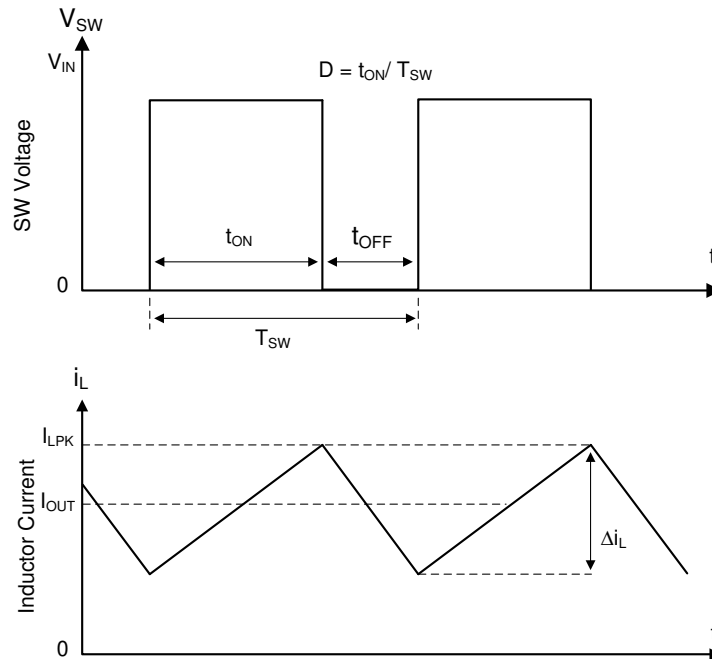 V_SW
V_IN
D = t_ON/ T_SW
SW Voltage
t_ON
t_OFF
t
0
T_SW
i_L
I_LPK
I_OUT
Inductor Current
Δi_L
0